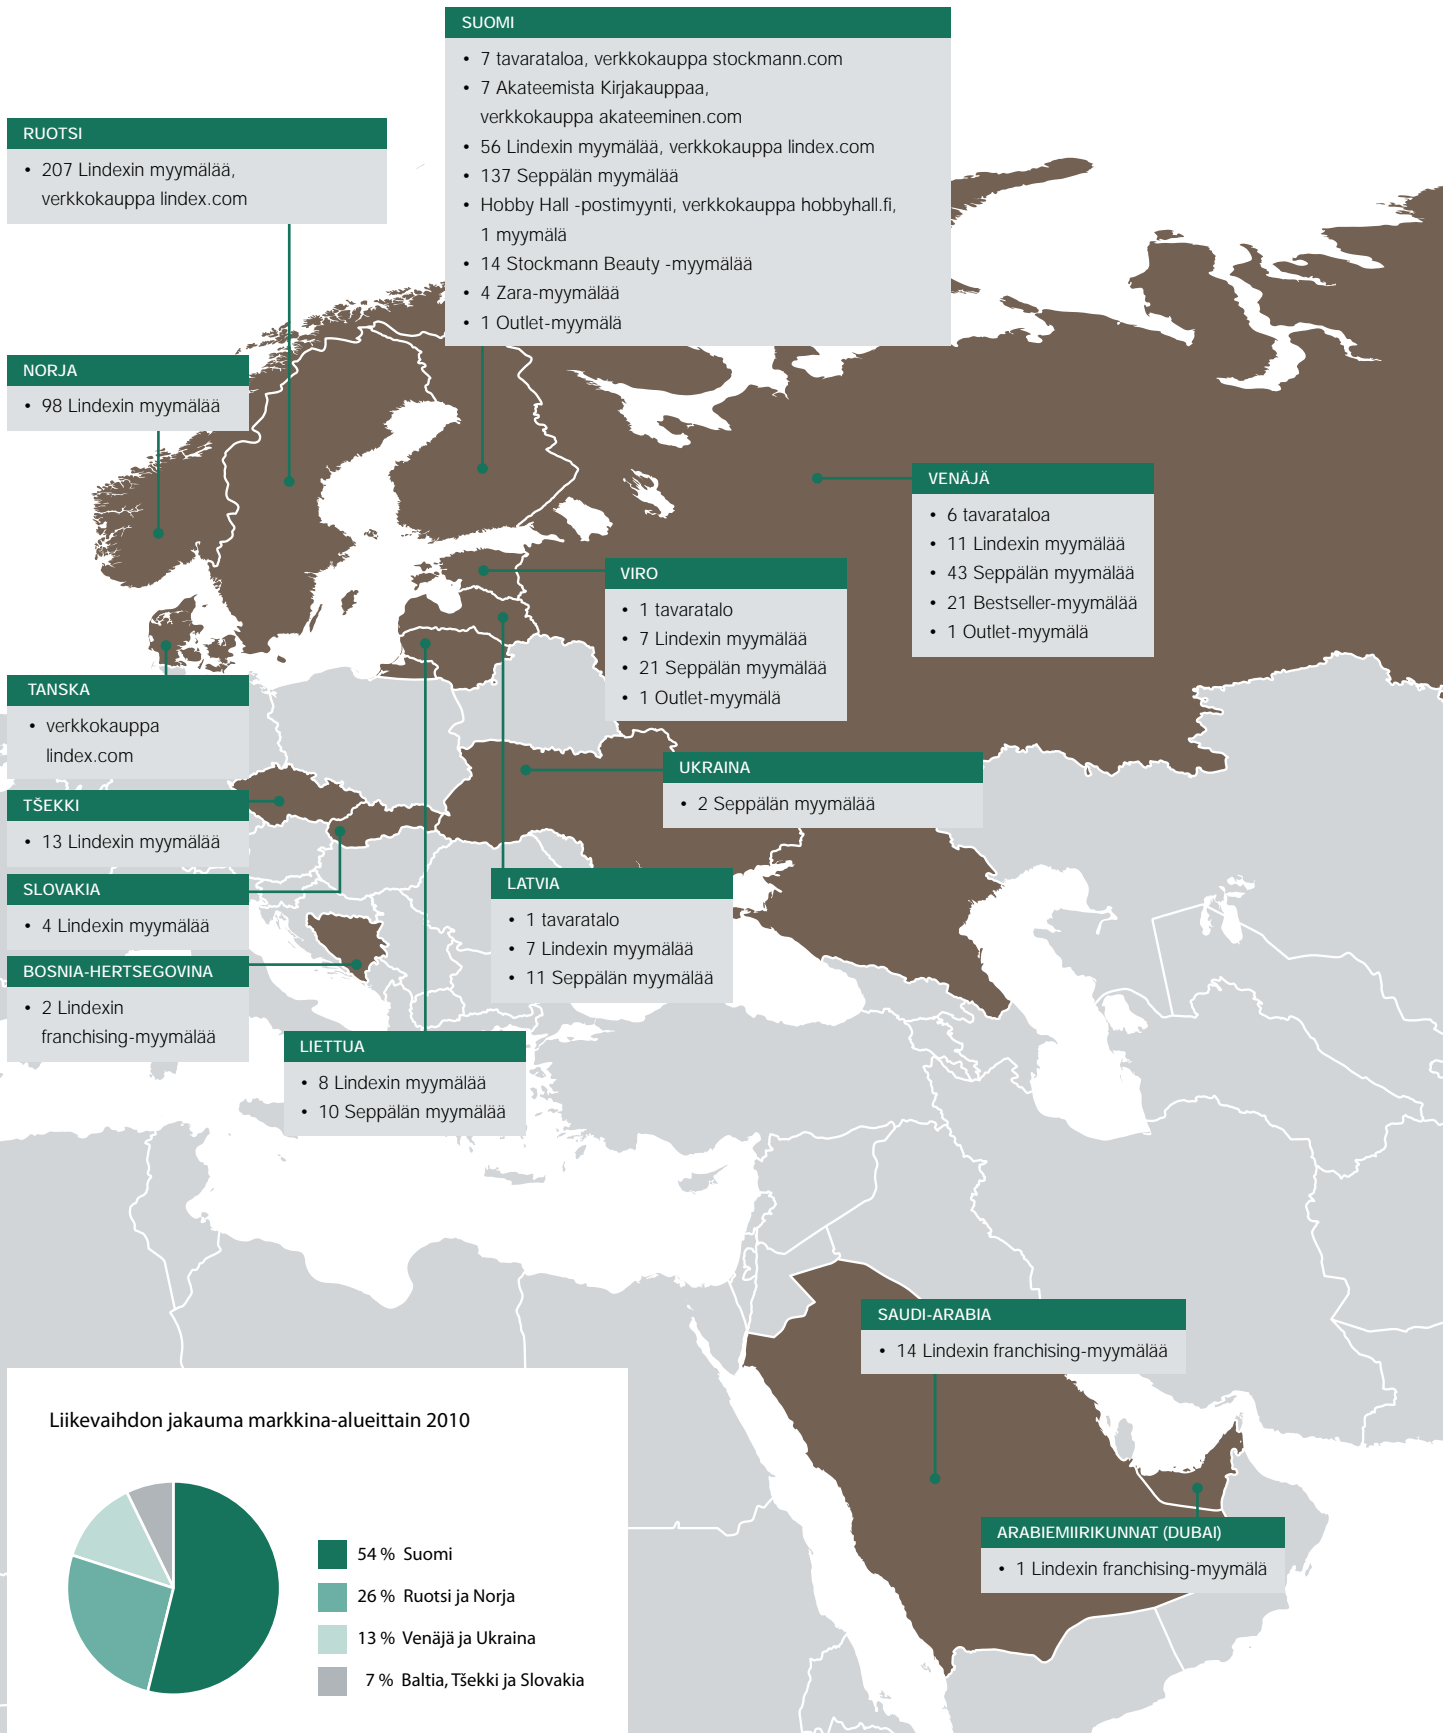 SUOMI
• 7 tavarataloa, verkkokauppa stockmann.com
• 7 Akateemista Kirjakauppaa,
verkkokauppa akateeminen.com
• 56 Lindexin myymälää, verkkokauppa lindex.com
• 137 Seppälän myymälää
• Hobby Hall -postimyynti, verkkokauppa hobbyhall.fi,
1 myymälä
• 14 Stockmann Beauty -myymälää
• 4 Zara-myymälää
• 1 Outlet-myymälä
RUOTSI
• 207 Lindexin myymälää,
verkkokauppa lindex.com
NORJA
• 98 Lindexin myymälää
VENÄJÄ
• 6 tavarataloa
• 11 Lindexin myymälää
• 43 Seppälän myymälää
• 21 Bestseller-myymälää
• 1 Outlet-myymälä
VIRO
• 1 tavaratalo
• 7 Lindexin myymälää
• 21 Seppälän myymälää
• 1 Outlet-myymälä
TANSKA
• verkkokauppa
lindex.com
UKRAINA
• 2 Seppälän myymälää
TŠEKKI
• 13 Lindexin myymälää
SLOVAKIA
• 4 Lindexin myymälää
LATVIA
• 1 tavaratalo
• 7 Lindexin myymälää
• 11 Seppälän myymälää
BOSNIA-HERTSEGOVINA
• 2 Lindexin
franchising-myymälää
LIETTUA
• 8 Lindexin myymälää
• 10 Seppälän myymälää
SAUDI-ARABIA
• 14 Lindexin franchising-myymälää
ARABIEMIIRIKUNNAT (DUBAI)
• 1 Lindexin franchising-myymälä
Liikevaihdon jakauma markkina-alueittain 2010
54 % Suomi
26 % Ruotsi ja Norja
13 % Venäjä ja Ukraina
7 % Baltia, Tšekki ja Slovakia